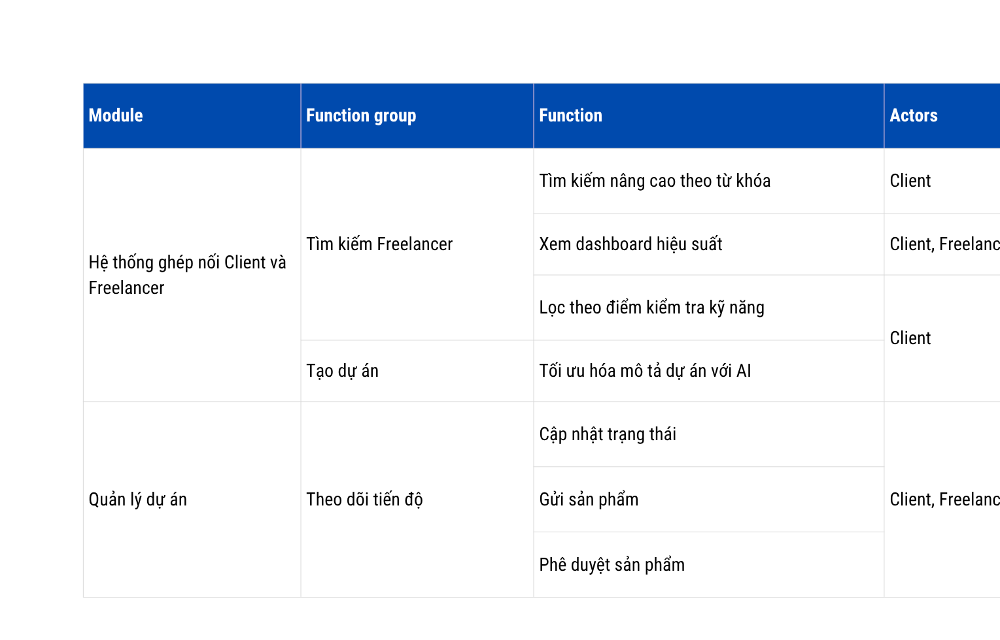 Module
Function group
Function
Actors
Hệ thống ghép nối Client và
Freelancer
Tìm kiếm Freelancer
Tìm kiếm nâng cao theo từ khóa
Client
Xem dashboard hiệu suất
Client, Freelanc
Lọc theo điểm kiểm tra kỹ năng
Client
Tạo dự án
Tối ưu hóa mô tả dự án với AI
Quản lý dự án
Theo dõi tiến độ
Cập nhật trạng thái
Client, Freelanc
Gửi sản phẩm
Phê duyệt sản phẩm